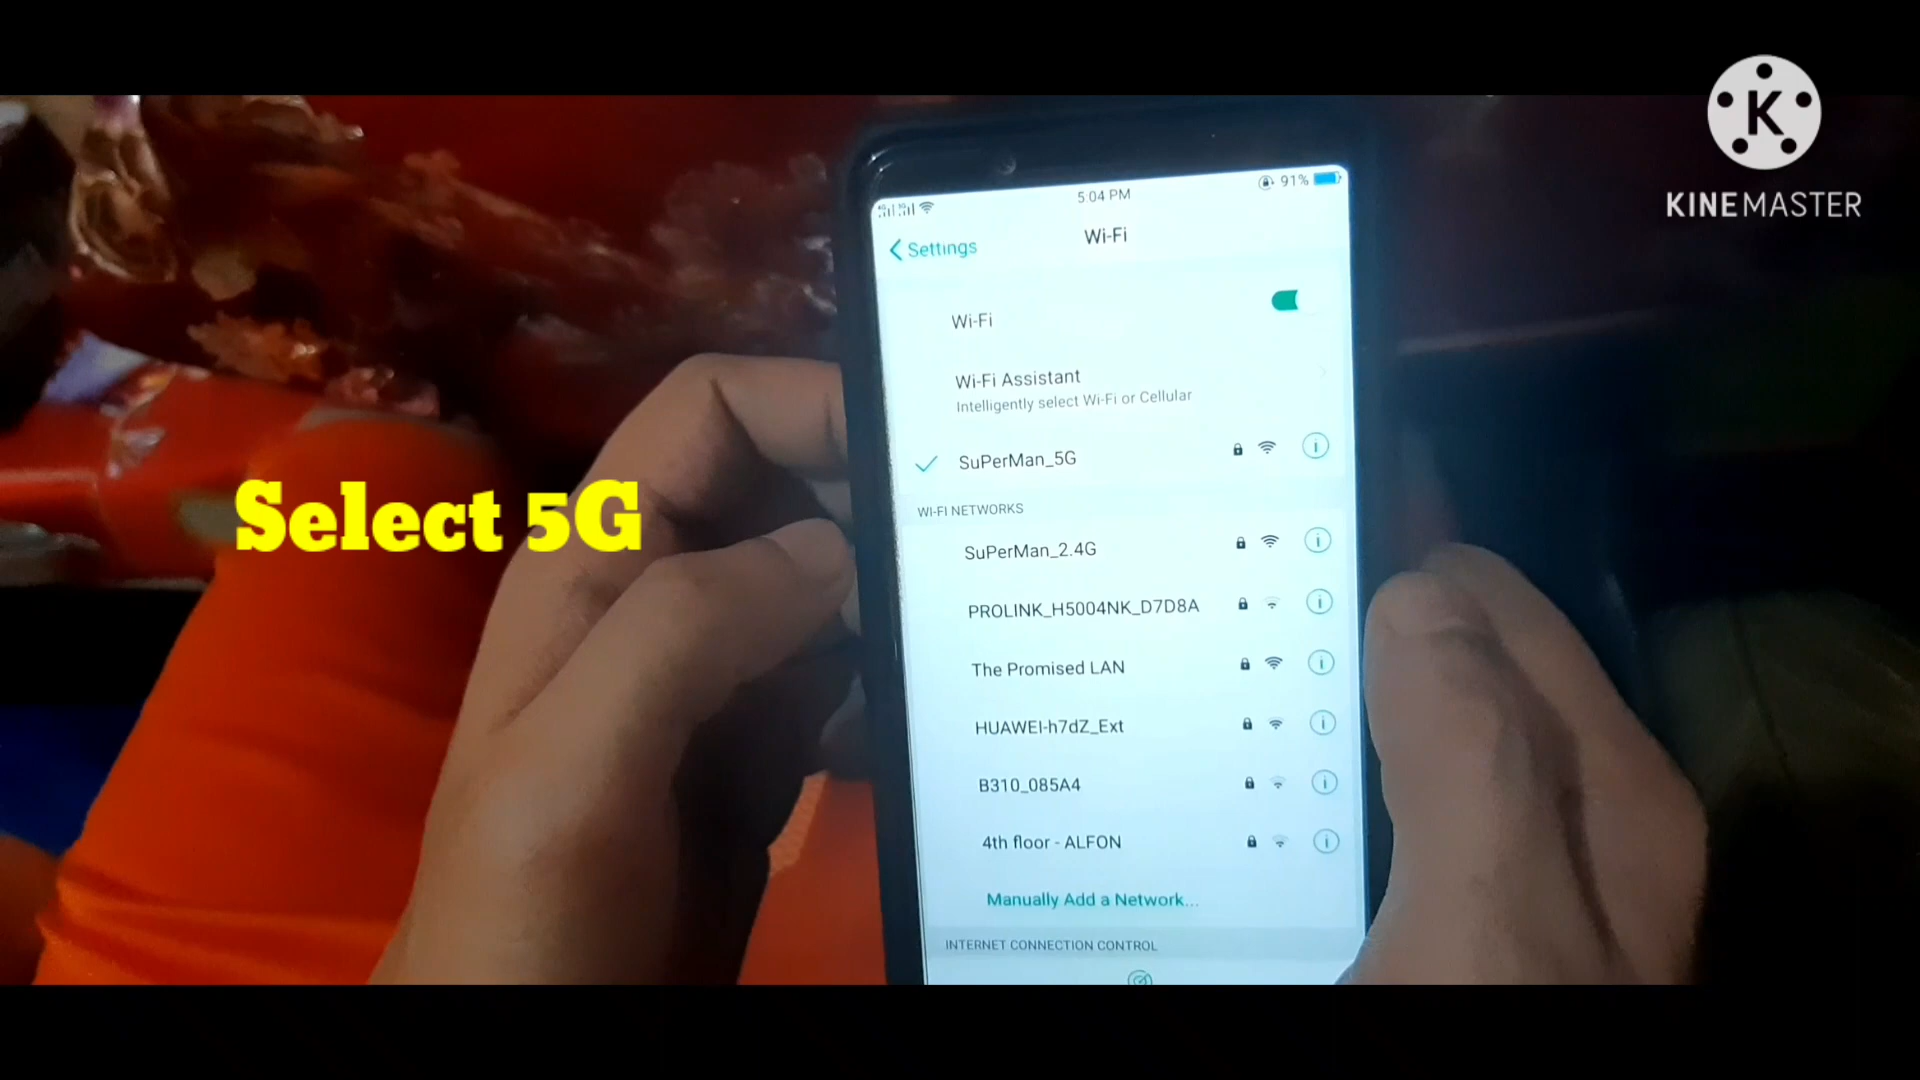 K
KINEMASTER
5:04 PM
91%
Settings
Wi-Fi
Wi-Fi
Wi-Fi Assistant
Intelligently select Wi-Fi or Cellular
SuPerMan_5G
Select 5G
WI-FI NETWORKS
SuPerMan_2.4G
PROLINK_H5004NK_D7D8A
The Promised LAN
HUAWEI-h7dZ_Ext
B310_085A4
4th floor - ALFON
Manually Add a Network...
INTERNET CONNECTION CONTROL